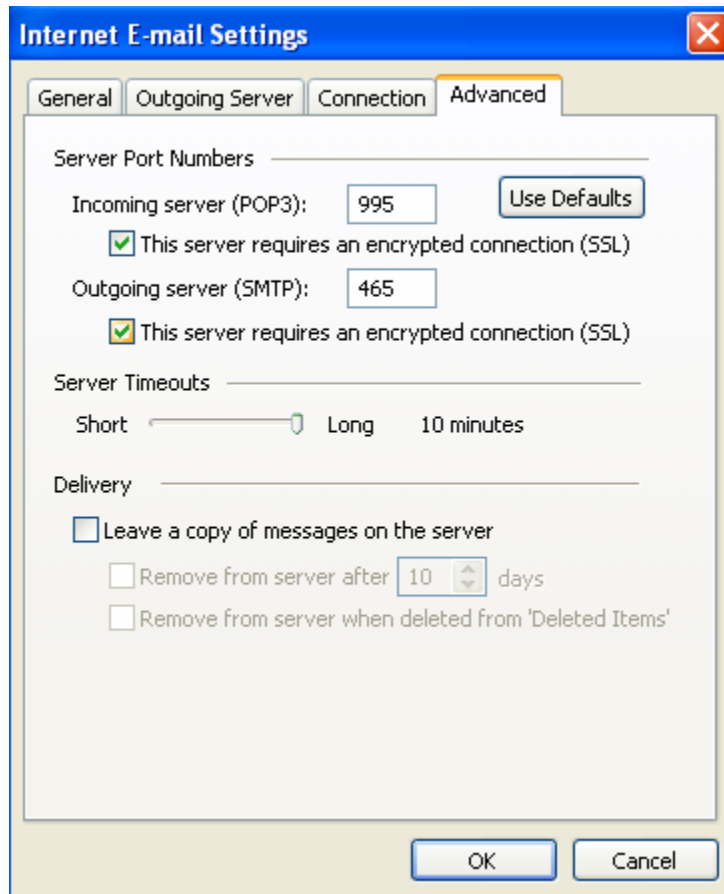 Internet E-mail Settings
General Outgoing Server Connection Advanced
Server Port Numbers
Incoming server (POP3): 995 Use Defaults
This server requires an encrypted connection (SSL)
Outgoing server (SMTP): 465
This server requires an encrypted connection (SSL)
Server Timeouts
Short Long 10 minutes
Delivery
Leave a copy of messages on the server
Remove from server after 10 days
Remove from server when deleted from 'Deleted Items'
OK Cancel